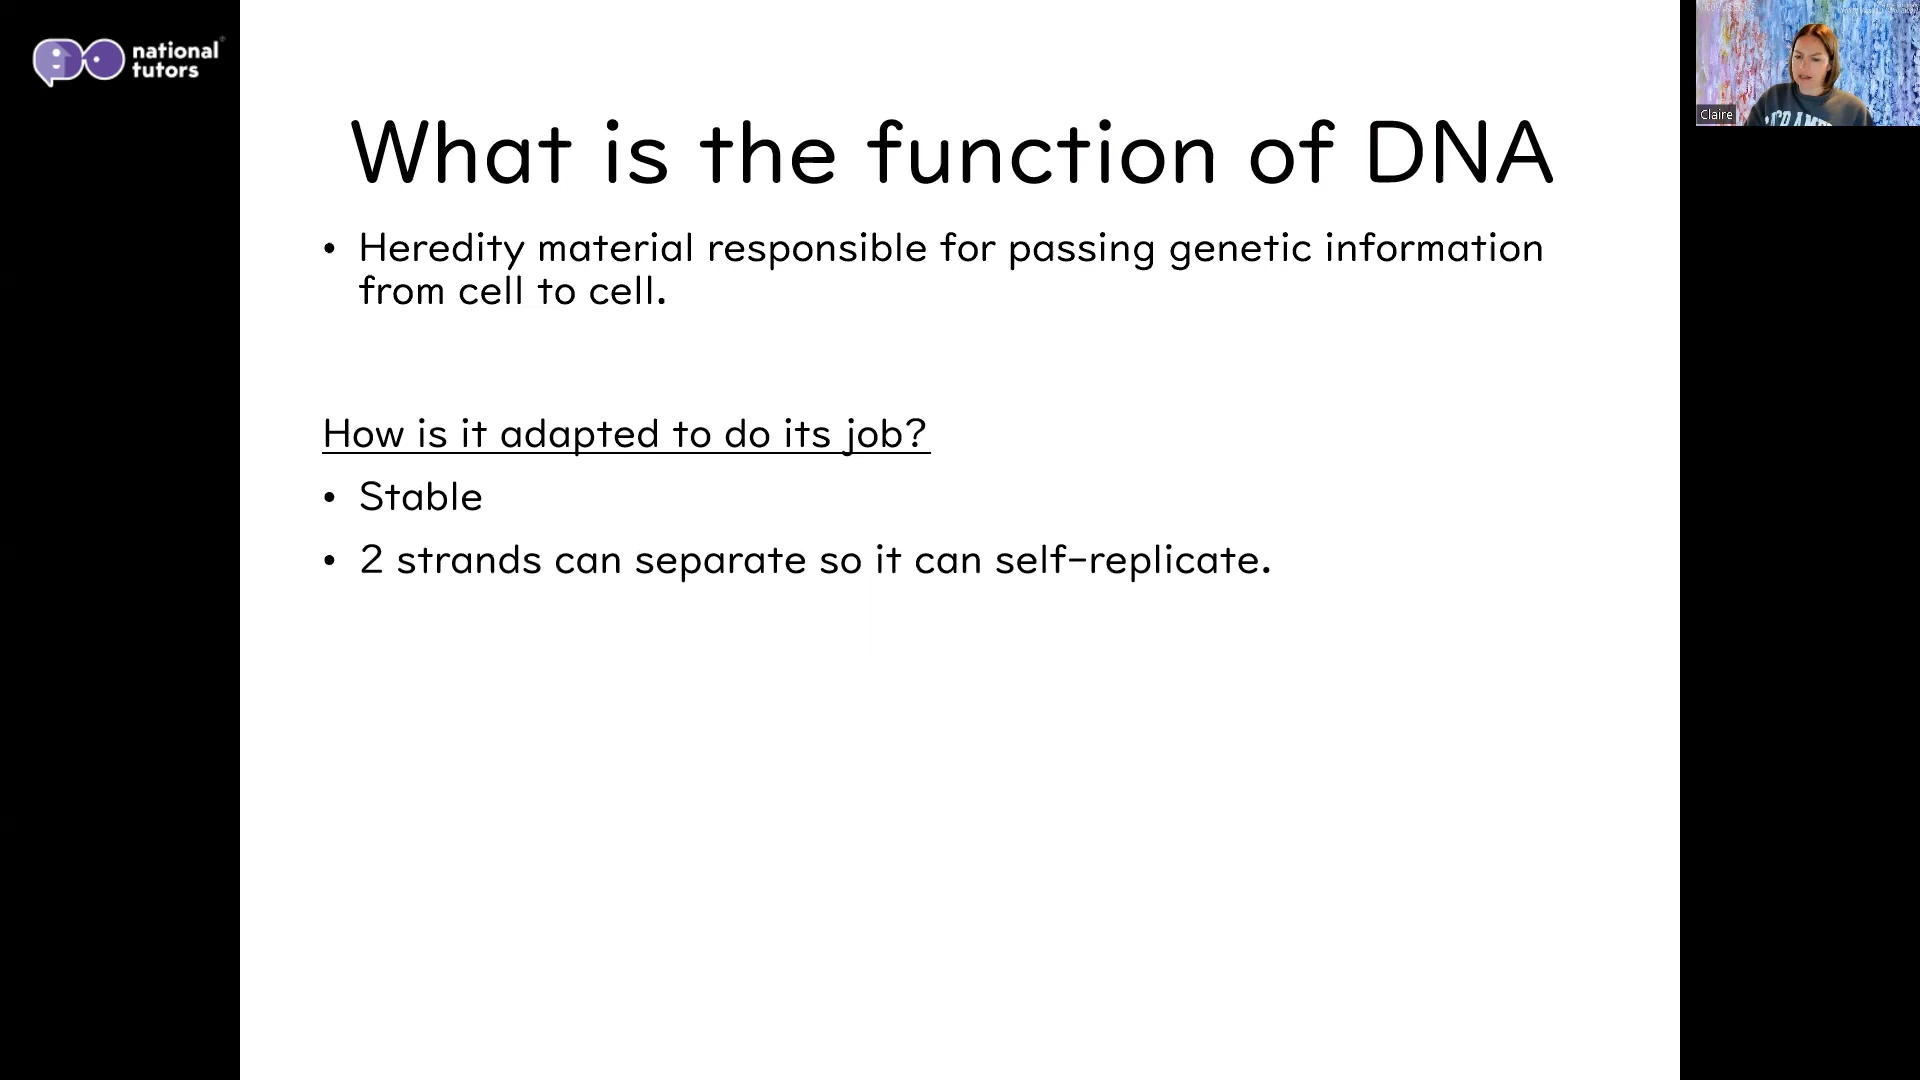 national
tutors
What is the function of DNA
• Heredity material responsible for passing genetic information
from cell to cell.
How is it adapted to do its job?
• Stable
• 2 strands can separate so it can self-replicate.
Claire